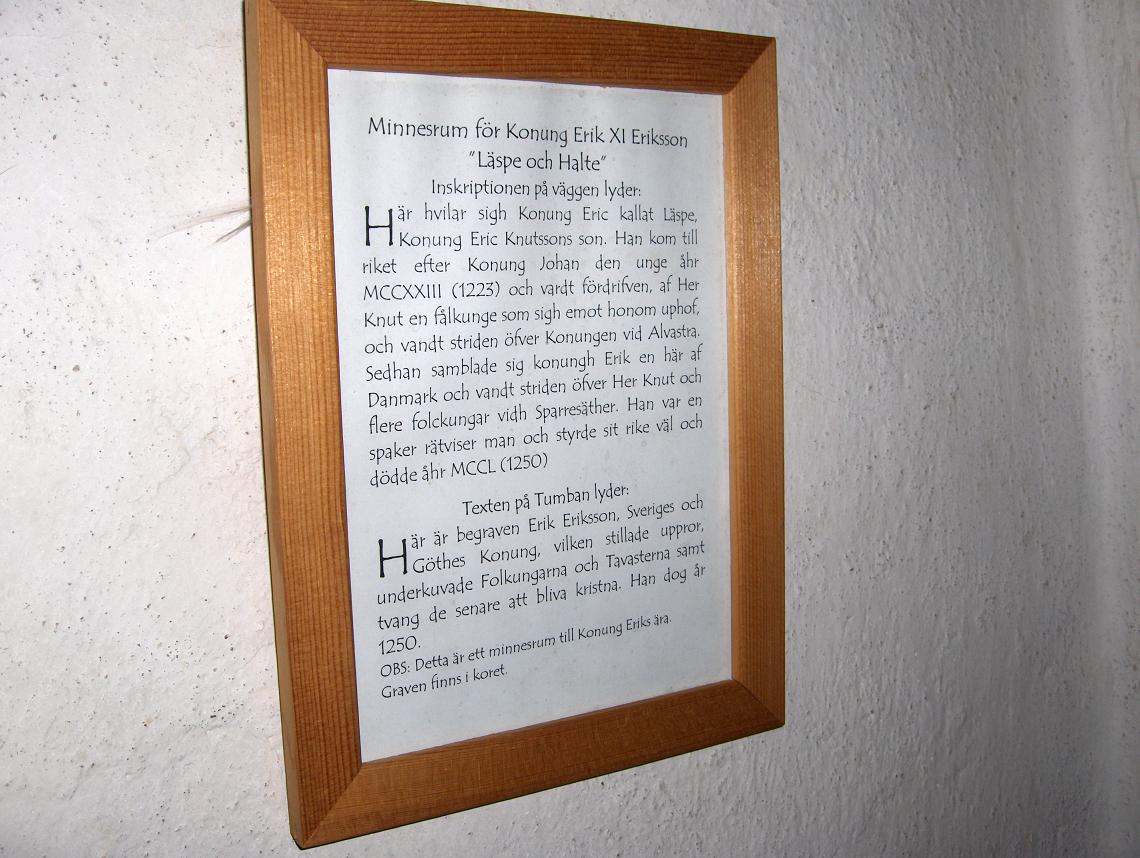 Minnesrum för Konung Erik XI Eriksson
"Läspe och Halte"
Inskriptionen på väggen lyder:
Här hvilar sigh Konung Eric kallat Läspe,
Konung Eric Knutssons son. Han kom till
riket efter Konung Johan den unge åhr
MCCXXIII (1223) och vardt fördrifven, af Her
Knut en fålkunge som sigh emot honom uphof,
och vandt striden öfver Konungen vid Alvastra.
Sedhan samblade sig konungh Erik en här af
Danmark och vandt striden öfver Her Knut och
flere folckungar vidh Sparresäther. Han var en
spaker rätviser man och styrde sit rike väl och
dödde åhr MCCL (1250)
Texten på Tumban lyder:
Här är begraven Erik Eriksson, Sveriges och
Göthes Konung, vilken stillade uppror,
underkuvade Folkungarna och Tavasterna samt
tvang de senare att bliva kristna. Han dog år
1250.
OBS: Detta är ett minnesrum till Konung Eriks ära.
Graven finns i koret.